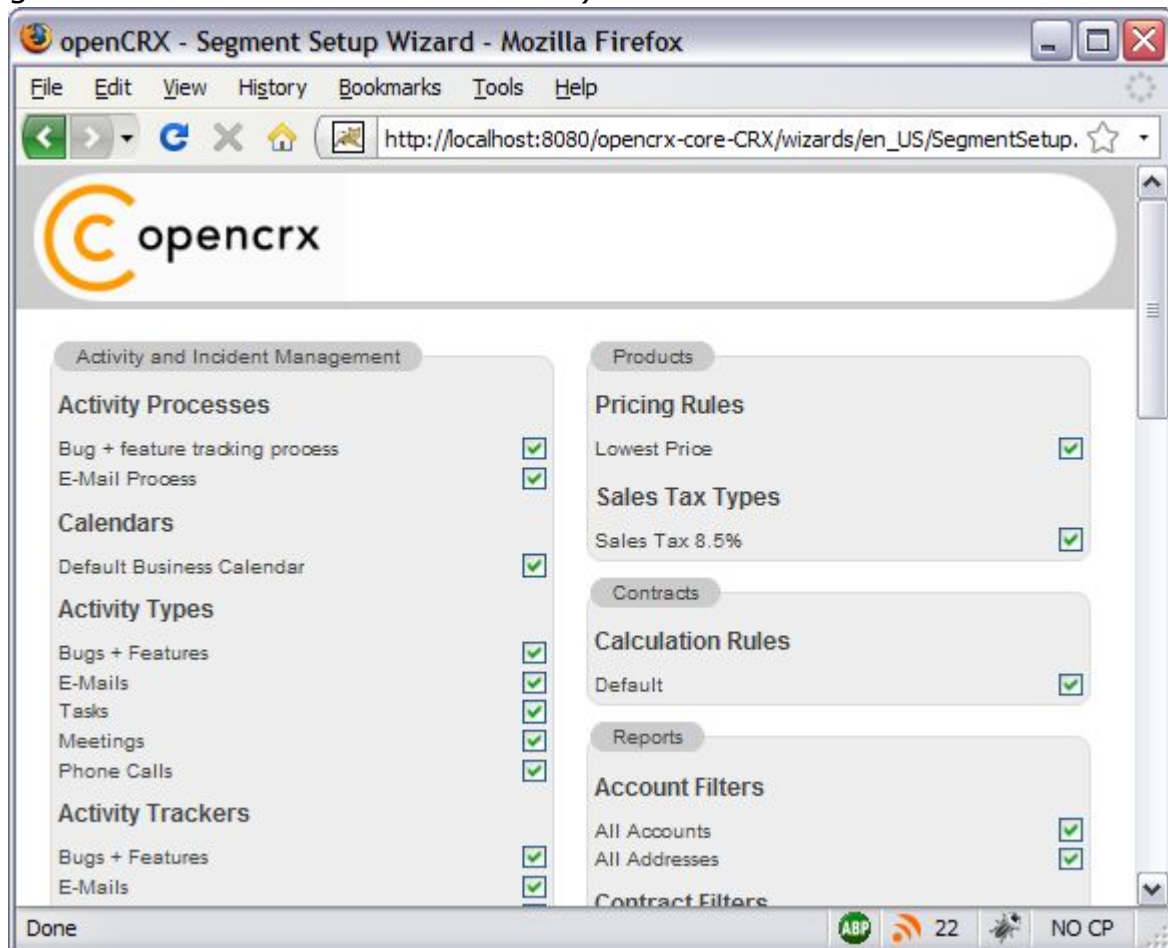 openCRX - Segment Setup Wizard - Mozilla Firefox
File Edit View History Bookmarks Tools Help
http://localhost:8080/opencrx-core-CRX/wizards/en_US/SegmentSetup.
opencrx
Activity and Incident Management
Activity Processes
Bug + feature tracking process
E-Mail Process
Calendars
Default Business Calendar
Activity Types
Bugs + Features
E-Mails
Tasks
Meetings
Phone Calls
Activity Trackers
Bugs + Features
E-Mails
Products
Pricing Rules
Lowest Price
Sales Tax Types
Sales Tax 8.5%
Contracts
Calculation Rules
Default
Reports
Account Filters
All Accounts
All Addresses
Contract Filters
Done ABP 22 NO CP